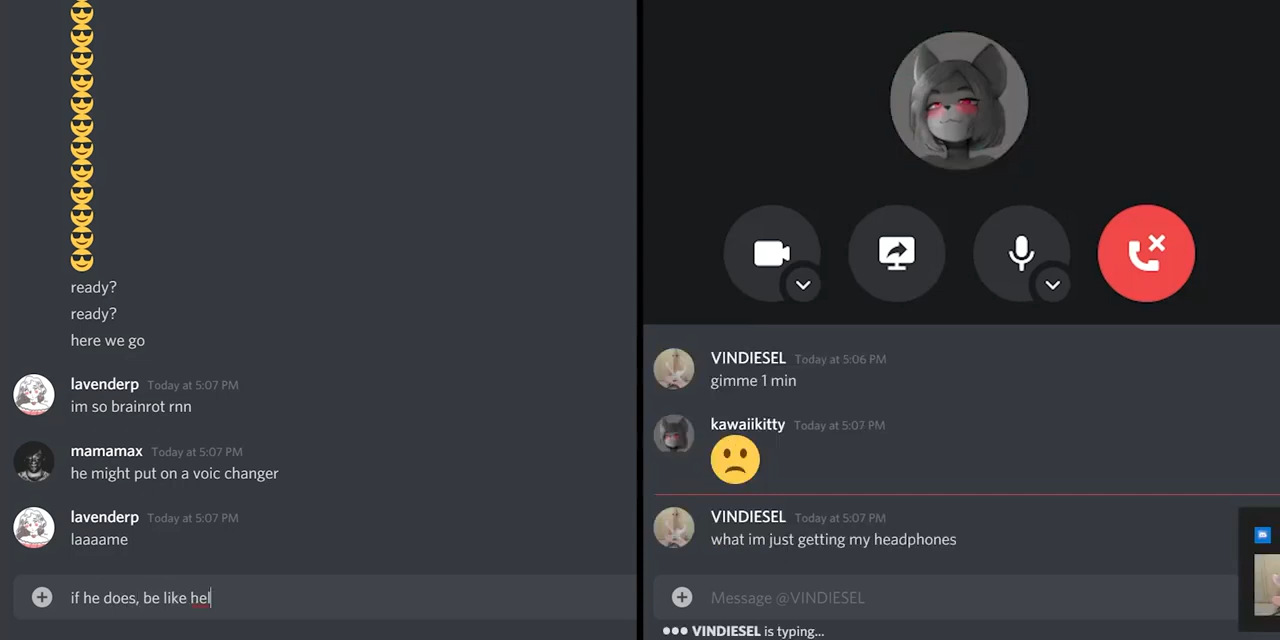 ready?
ready?
here we go
lavenderp Today at 5:07 PM
im so brainrot rnn
mamamax Today at 5:07 PM
he might put on a voic changer
lavenderp Today at 5:07 PM
laaaame
if he does, be like hel
VINDIESEL Today at 5:06 PM
gimme 1 min
kawaiikitty Today at 5:07 PM
VINDIESEL Today at 5:07 PM
what im just getting my headphones
Message @VINDIESEL
VINDIESEL is typing...